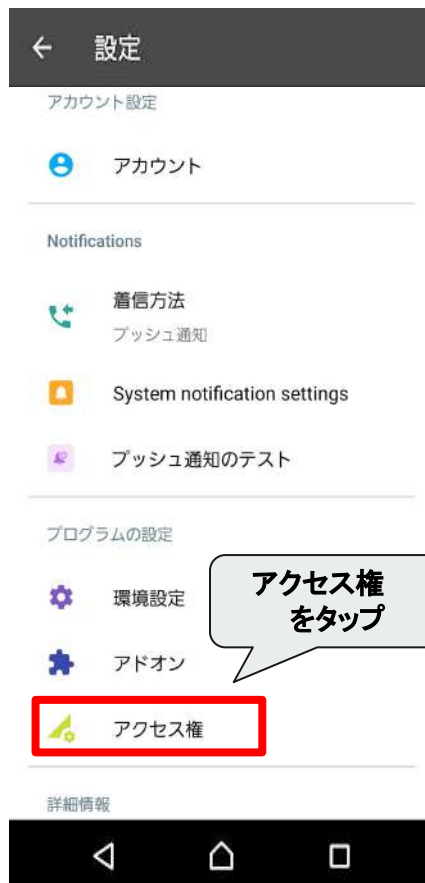 設定
アカウント設定
アカウント
Notifications
着信方法
プッシュ通知
System notification settings
プッシュ通知のテスト
プログラムの設定
環境設定
アクセス権
をタップ
アドオン
アクセス権
詳細情報